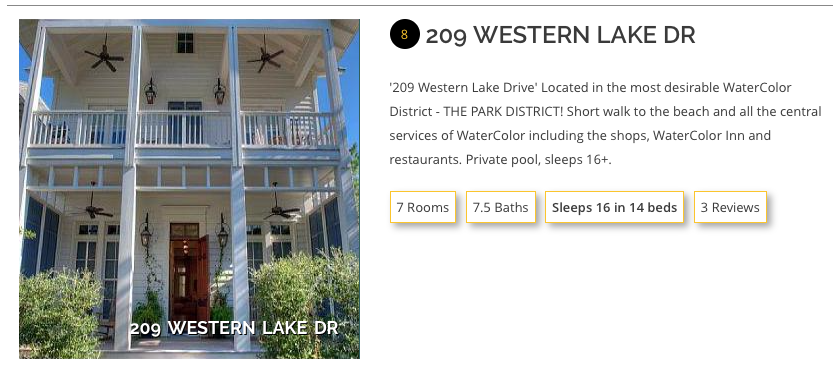 8 209 WESTERN LAKE DR
'209 Western Lake Drive' Located in the most desirable WaterColor
District - THE PARK DISTRICT! Short walk to the beach and all the central
services of WaterColor including the shops, WaterColor Inn and
restaurants. Private pool, sleeps 16+.
7 Rooms 7.5 Baths Sleeps 16 in 14 beds 3 Reviews
209 WESTERN LAKE DR